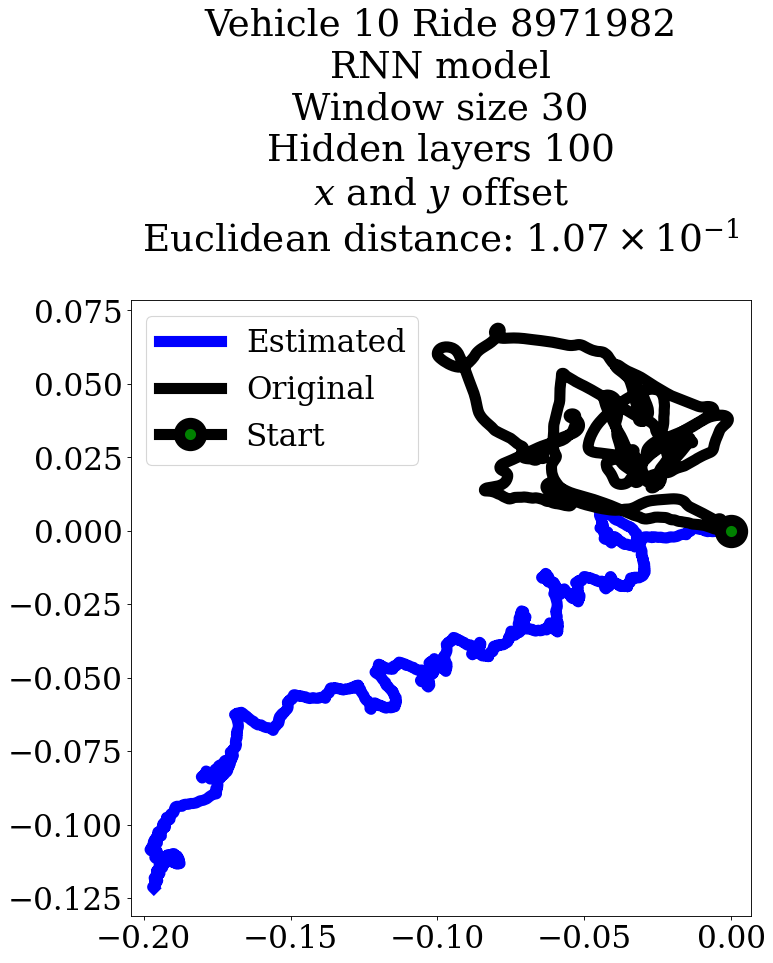 Vehicle 10 Ride 8971982
RNN model
Window size 30
Hidden layers 100
x and y offset
Euclidean distance: 1.07 × 10⁻¹
Estimated
Original
Start
0.075
0.050
0.025
0.000
−0.025
−0.050
−0.075
−0.100
−0.125
−0.20 −0.15 −0.10 −0.05 0.00